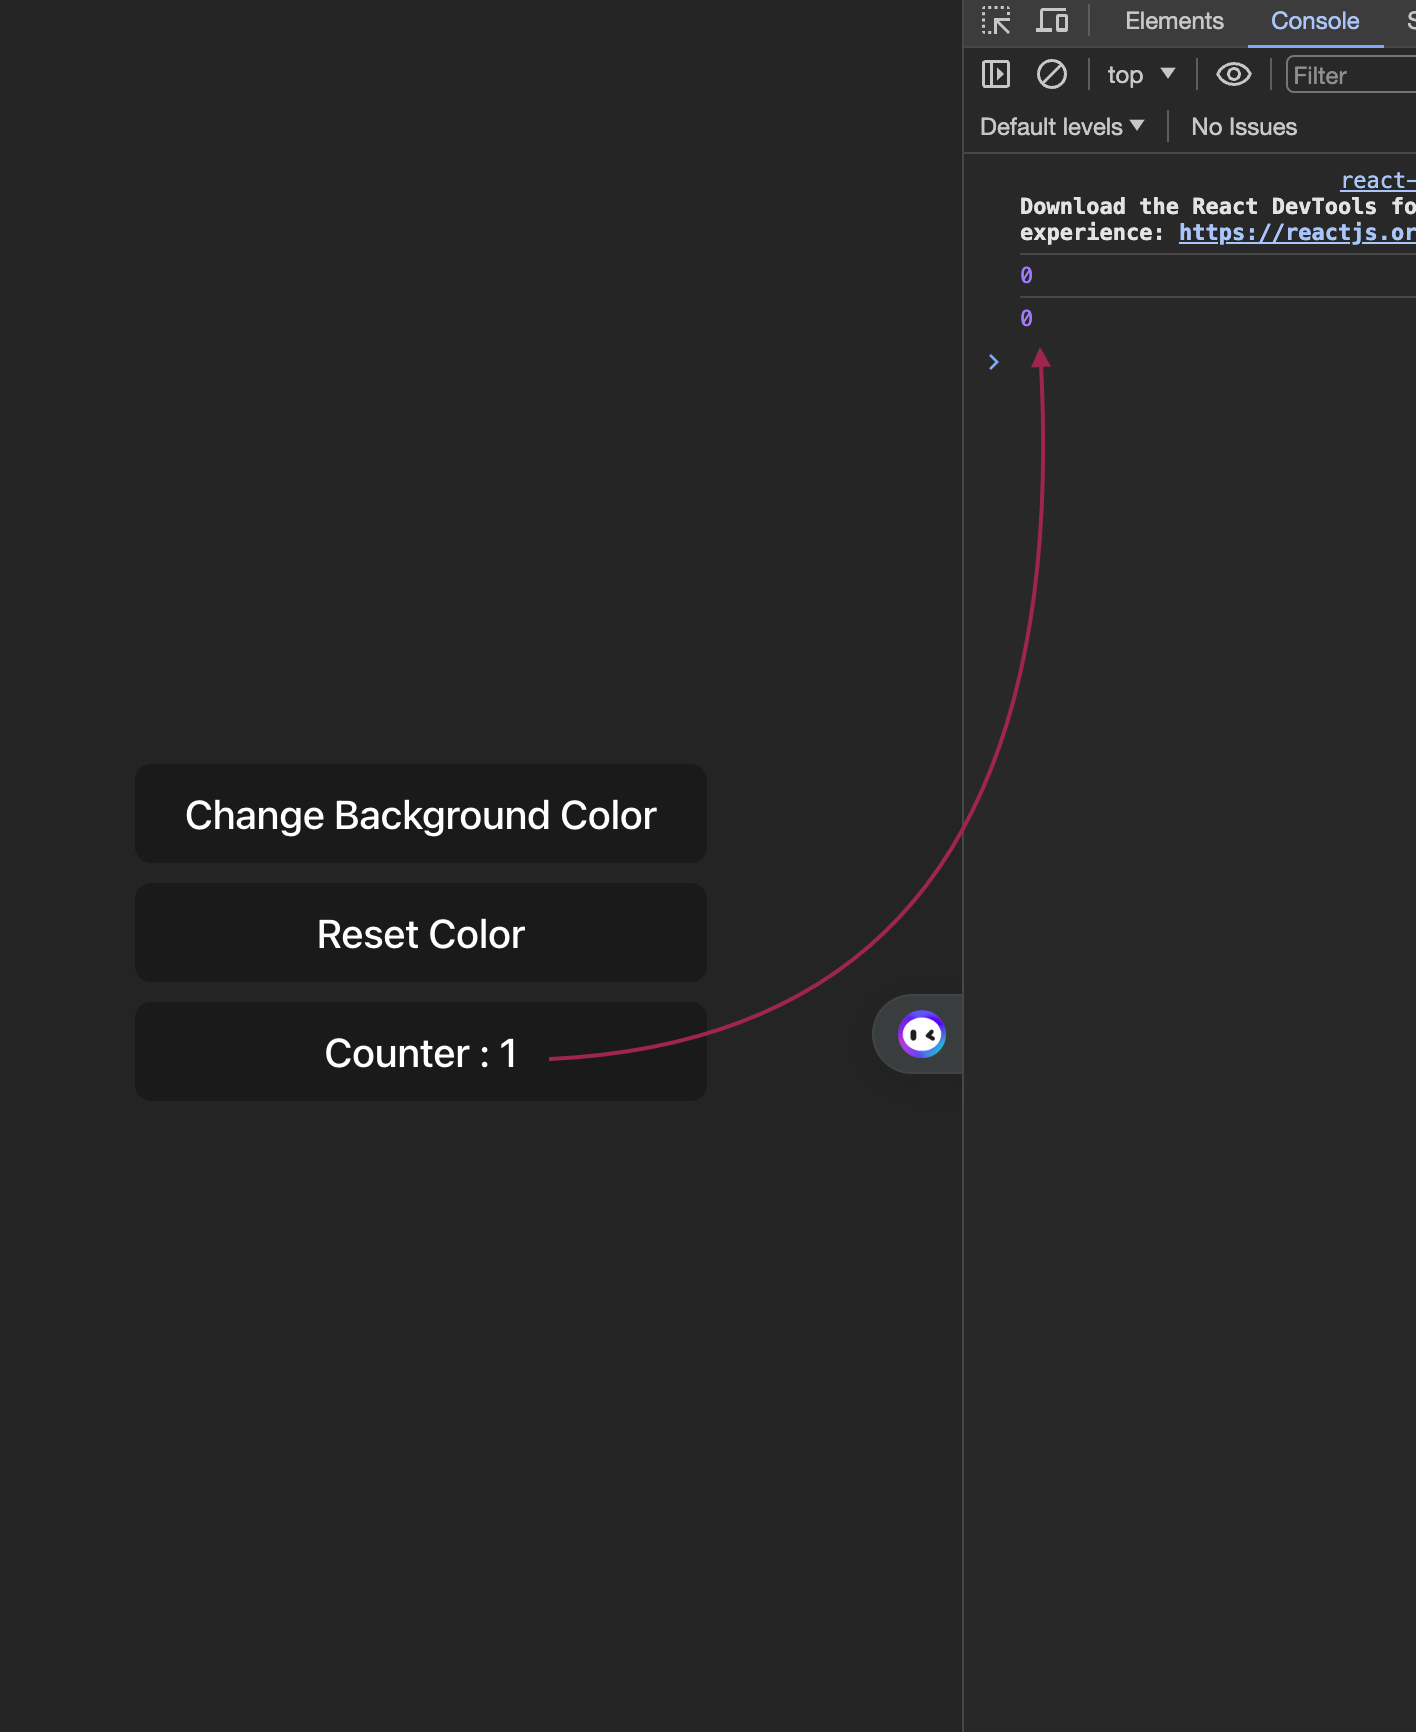 Elements Console
top Filter
Default levels No Issues
react-
Download the React DevTools fo
experience: https://reactjs.or
0
0
Change Background Color
Reset Color
Counter : 1